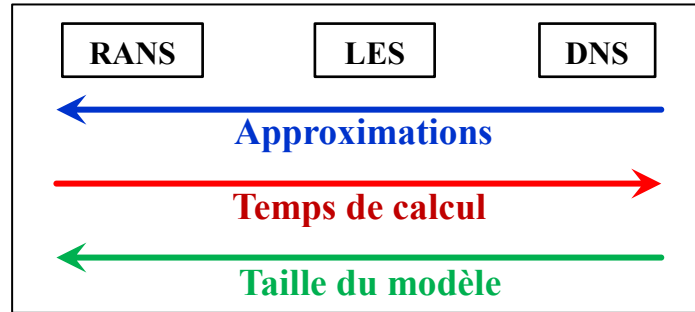 RANS LES DNS
Approximations
Temps de calcul
Taille du modèle